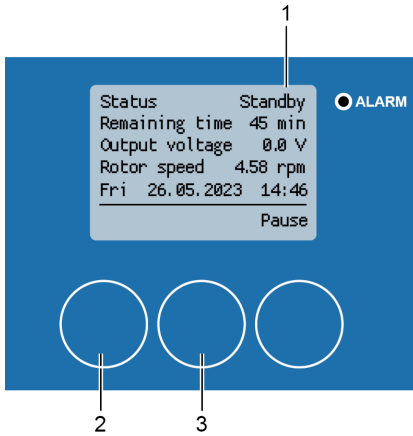 1
Status Standby
ALARM
Remaining time 45 min
Output voltage 0.0 V
Rotor speed 4.58 rpm
Fri 26.05.2023 14:46
Pause
2 3